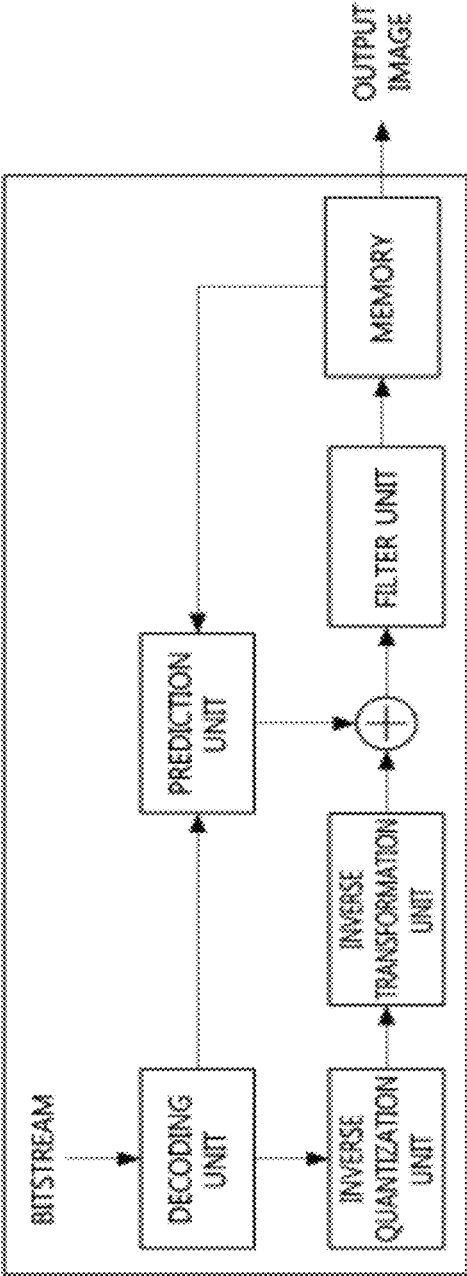 BITSTREAM
DECODING
UNIT
PREDICTION
UNIT
INVERSE
QUANTIZATION
UNIT
INVERSE
TRANSFORMATION
UNIT
FILTER UNIT
MEMORY
OUTPUT
IMAGE